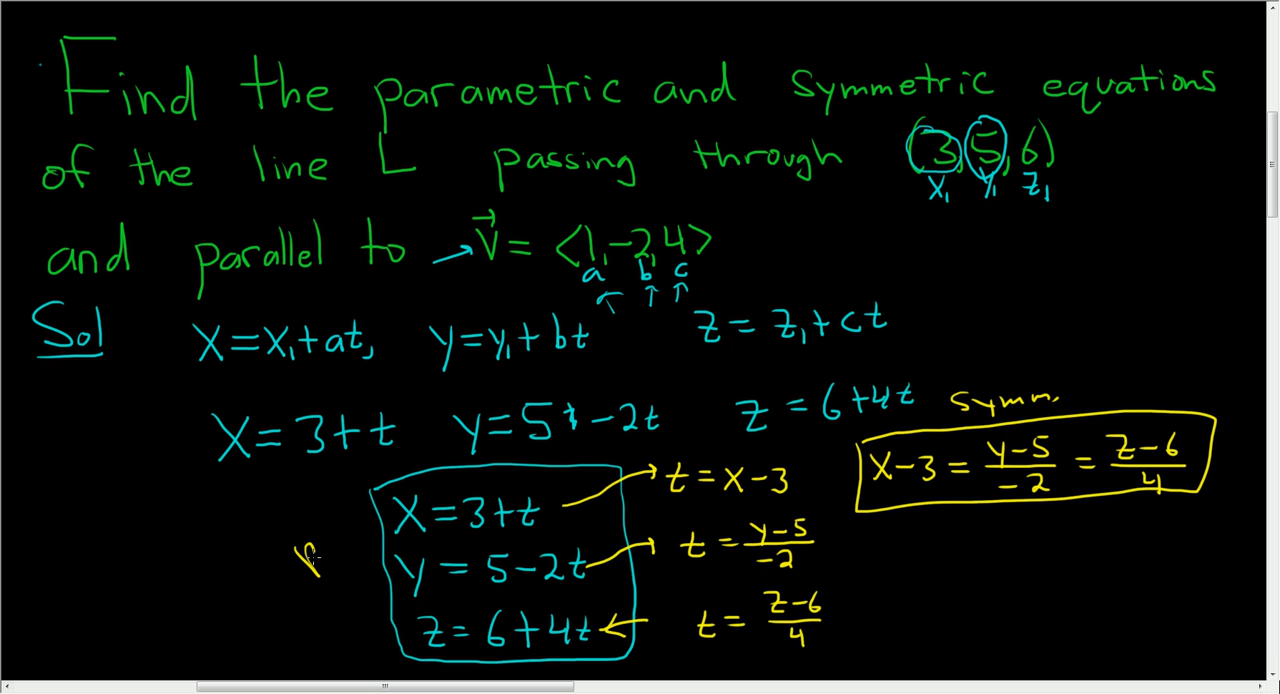 Find the parametric and symmetric equations
of the line L passing through (3, 5, 6)
x₁ y₁ z₁
and parallel to → v⃗ = <1, -2, 4>
a b c
↑ ↑ ↑
Sol x = x₁ + at, y = y₁ + bt z = z₁ + ct
x = 3 + t y = 5 - 2t z = 6 + 4t
Symm.
x - 3 = (y-5)/-2 = (z-6)/4
x = 3 + t → t = x - 3
y = 5 - 2t → t = (y-5)/-2
z = 6 + 4t ← t = (z-6)/4